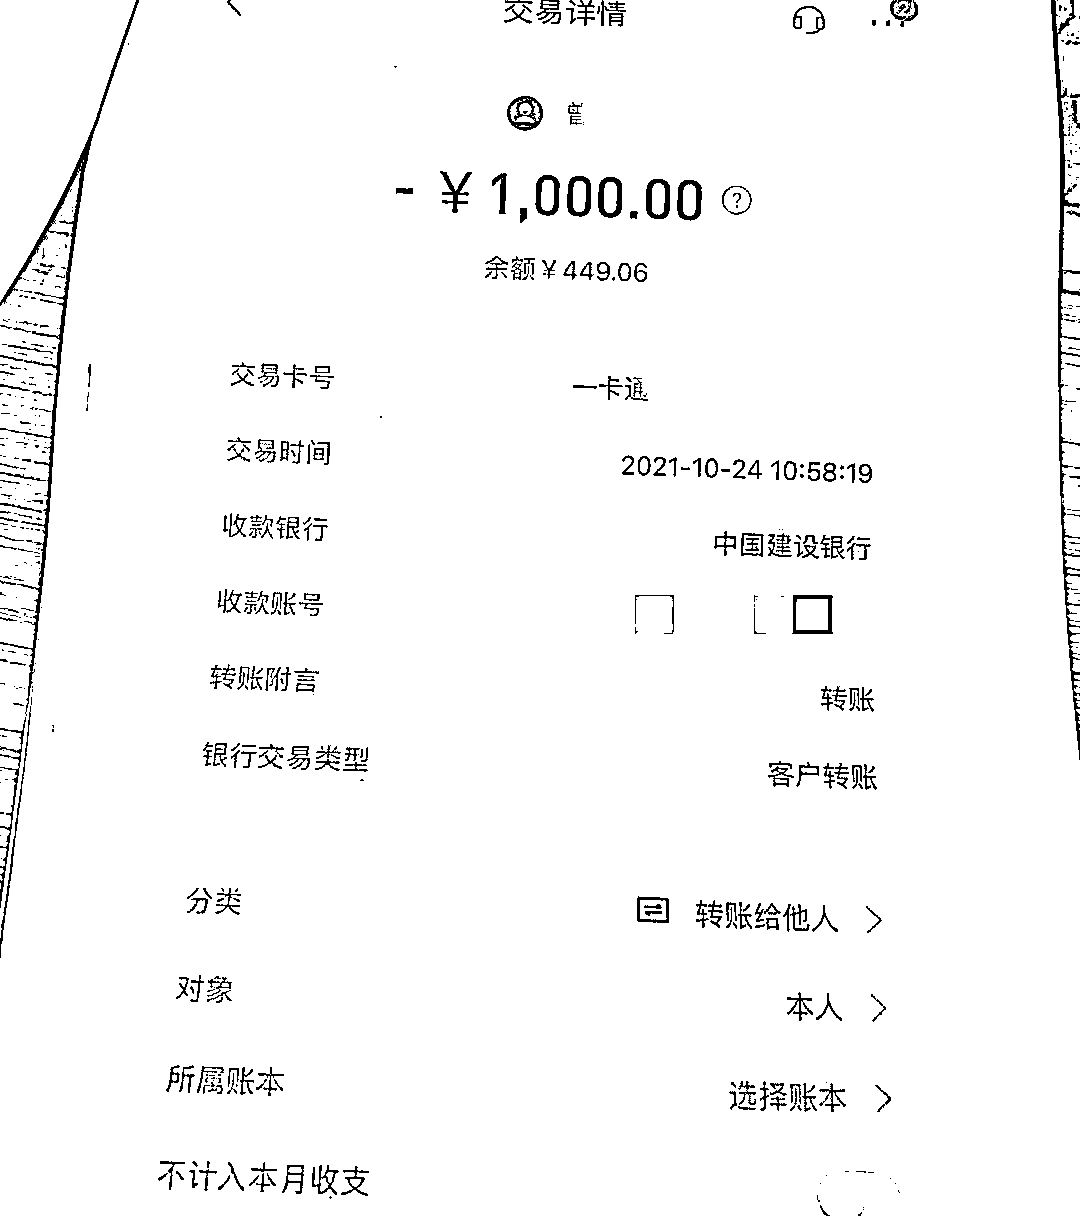 交易详情
- ¥ 1,000.00 ?
余额 ¥ 449.06
交易卡号 一卡通
交易时间 2021-10-24 10:58:19
收款银行 中国建设银行
收款账号
转账附言 转账
银行交易类型 客户转账
分类 转账给他人 >
对象 本人 >
所属账本 选择账本 >
不计入本月收支